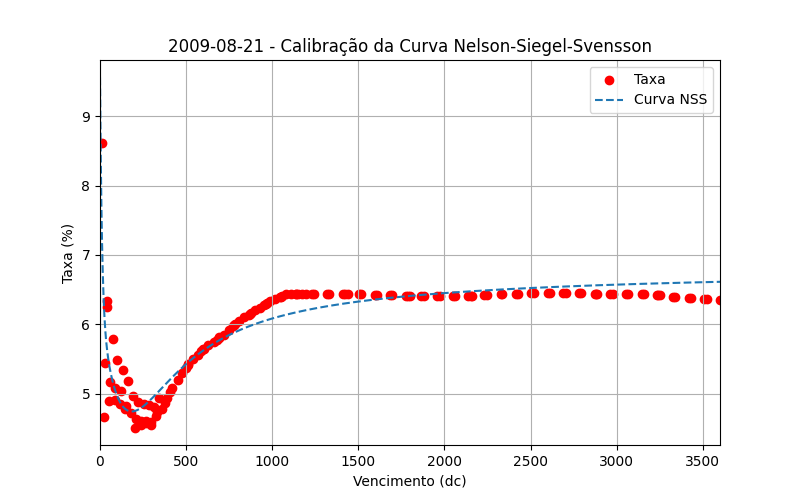 2009-08-21 - Calibração da Curva Nelson-Siegel-Svensson
Taxa
Curva NSS
Taxa (%)
9
8
7
6
5
0 500 1000 1500 2000 2500 3000 3500
Vencimento (dc)